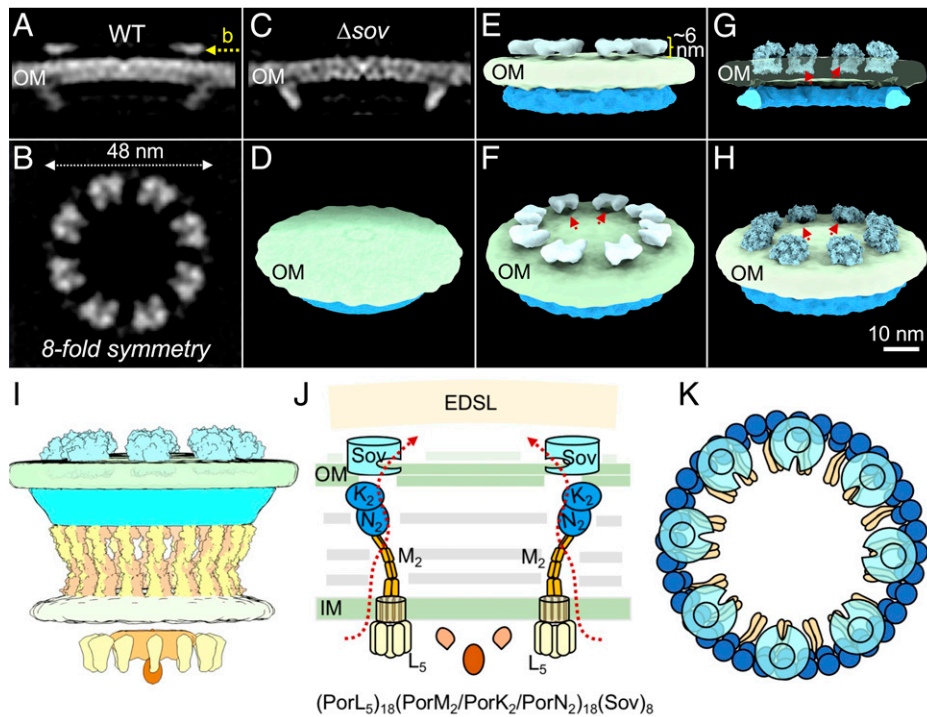 A
WT
b
OM
B
48 nm
8-fold symmetry
C
Δsov
OM
D
OM
E
~6
nm
OM
F
OM
G
OM
H
OM
10 nm
I
J
EDSL
Sov
Sov
OM
K₂
K₂
N₂
N₂
M₂
M₂
IM
L₅
L₅
(PorL₅)₁₈(PorM₂/PorK₂/PorN₂)₁₈(Sov)₈
K